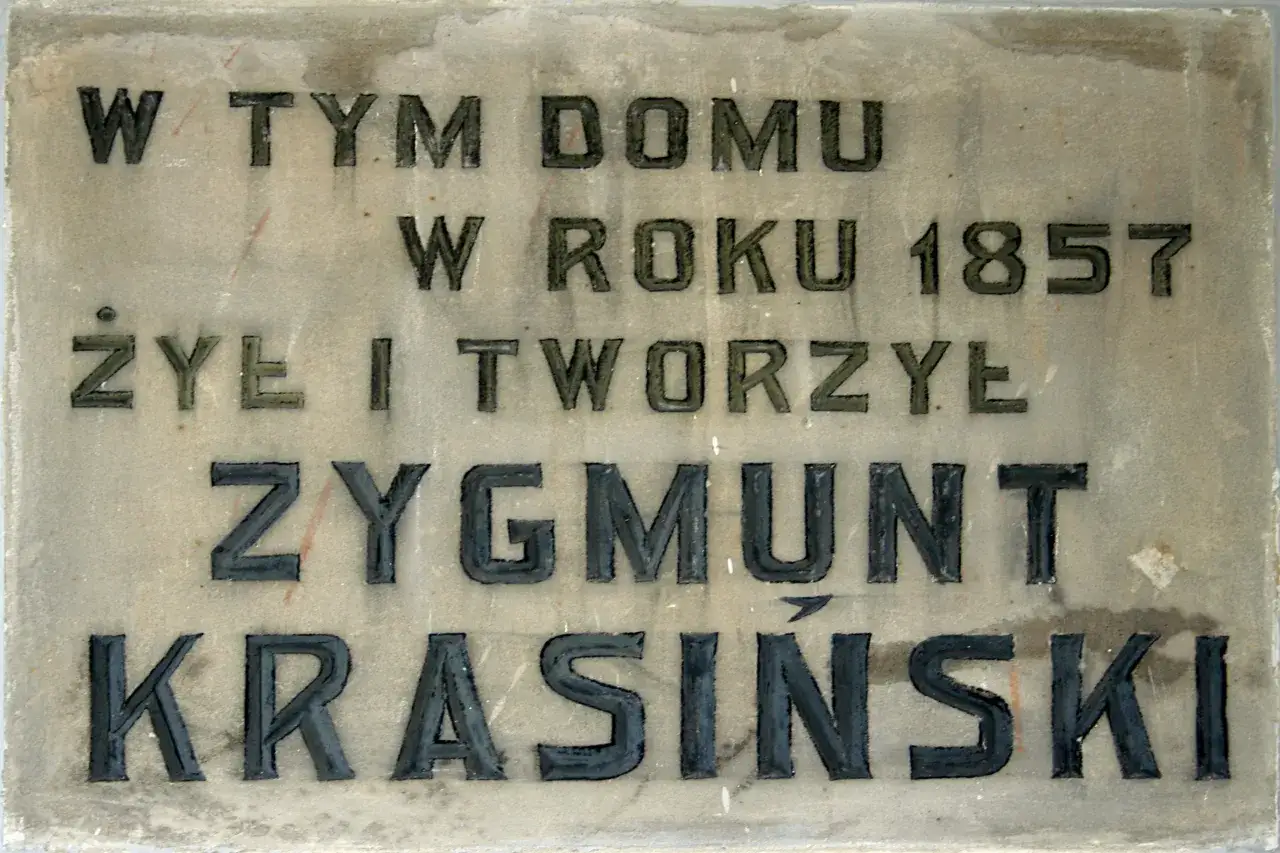 W TYM DOMU
W ROKU 1857
ŻYŁ I TWORZYŁ
ZYGMUNT
KRASIŃSKI